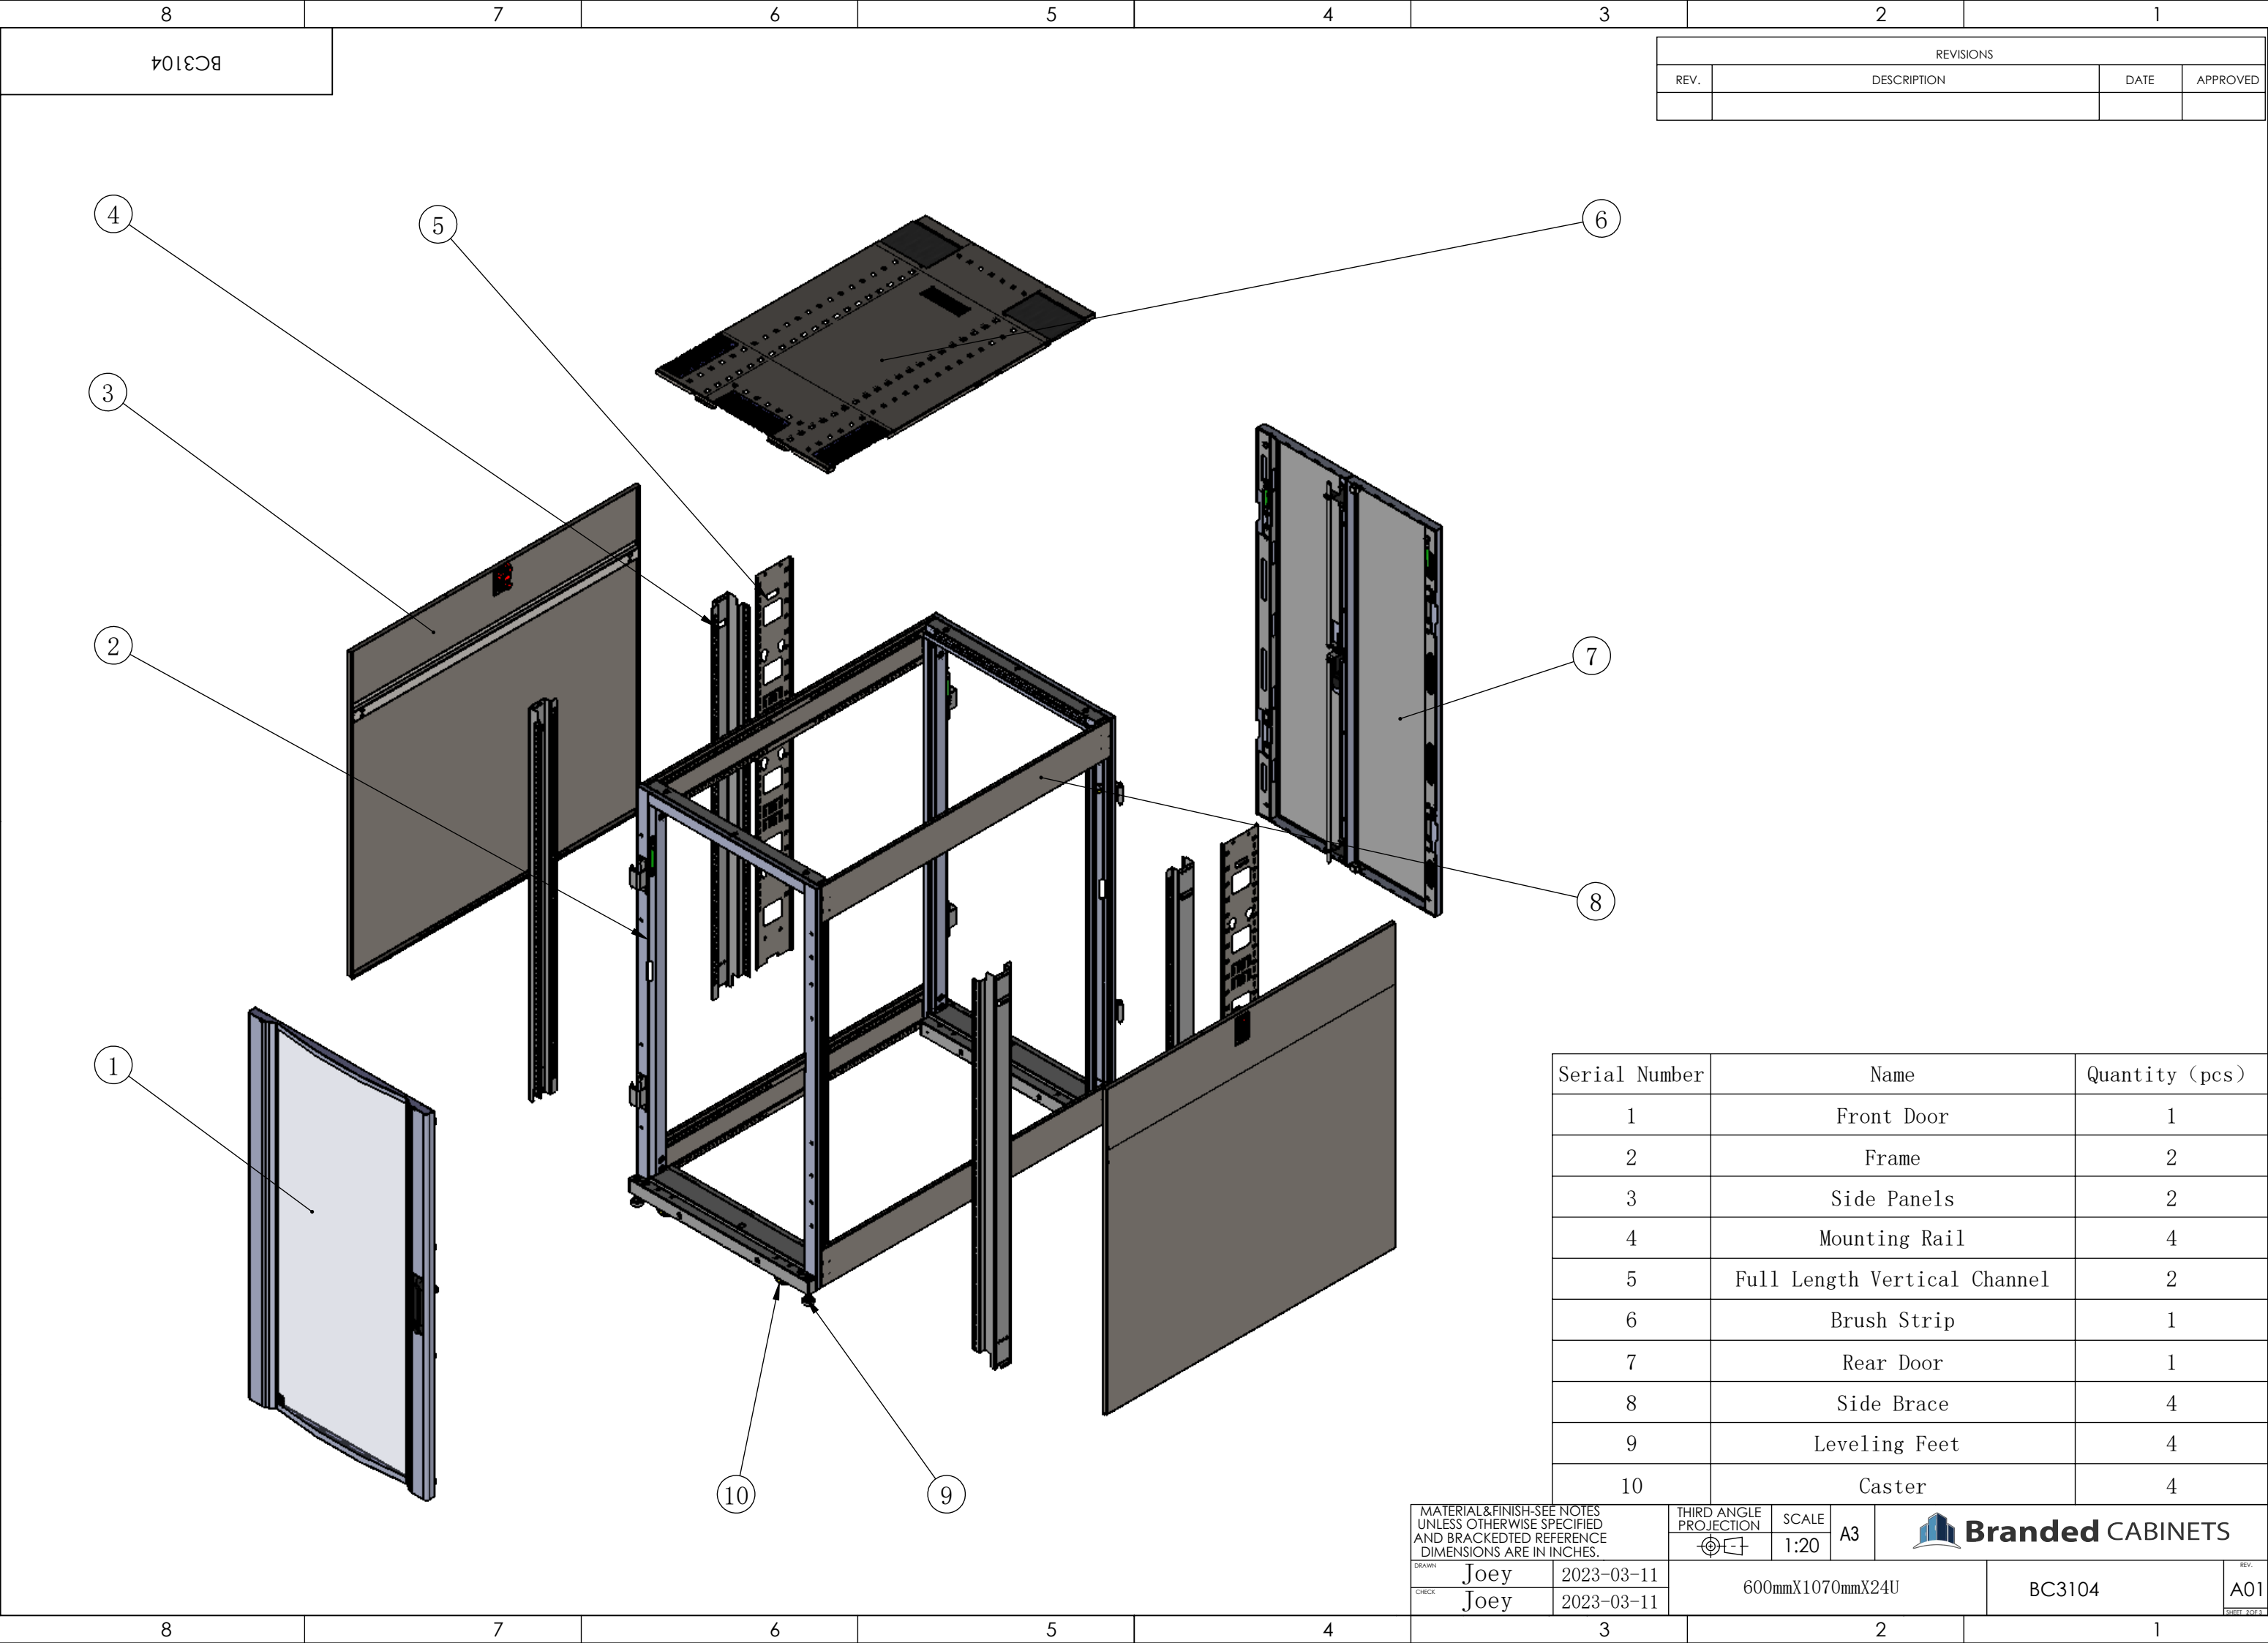 8 7 6 5 4 3 2 1
BC3104
REVISIONS
REV. DESCRIPTION DATE APPROVED
4
5
6
3
2
7
8
1
10
9
Serial Number Name Quantity (pcs)
1 Front Door 1
2 Frame 2
3 Side Panels 2
4 Mounting Rail 4
5 Full Length Vertical Channel 2
6 Brush Strip 1
7 Rear Door 1
8 Side Brace 4
9 Leveling Feet 4
10 Caster 4
MATERIAL&FINISH-SEE NOTES
UNLESS OTHERWISE SPECIFIED
AND BRACKEDTED REFERENCE
DIMENSIONS ARE IN INCHES.
THIRD ANGLE
PROJECTION
SCALE
1:20
A3
Branded CABINETS
DRAWN Joey 2023-03-11
CHECK Joey 2023-03-11
600mmX1070mmX24U
BC3104
REV.
A01
SHEET 2OF3
8 7 6 5 4 3 2 1